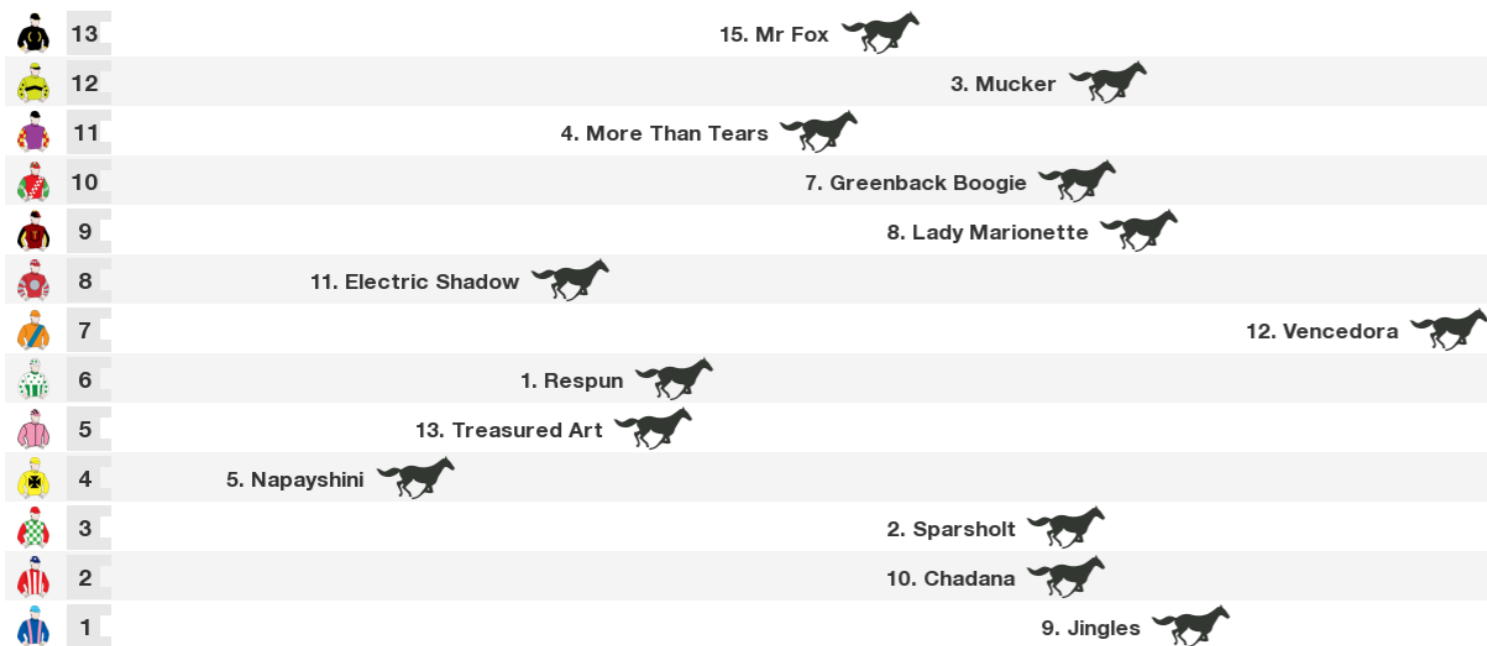 13 15. Mr Fox
12 3. Mucker
11 4. More Than Tears
10 7. Greenback Boogie
9 8. Lady Marionette
8 11. Electric Shadow
7 12. Vencedora
6 1. Respun
5 13. Treasured Art
4 5. Napayshini
3 2. Sparsholt
2 10. Chadana
1 9. Jingles